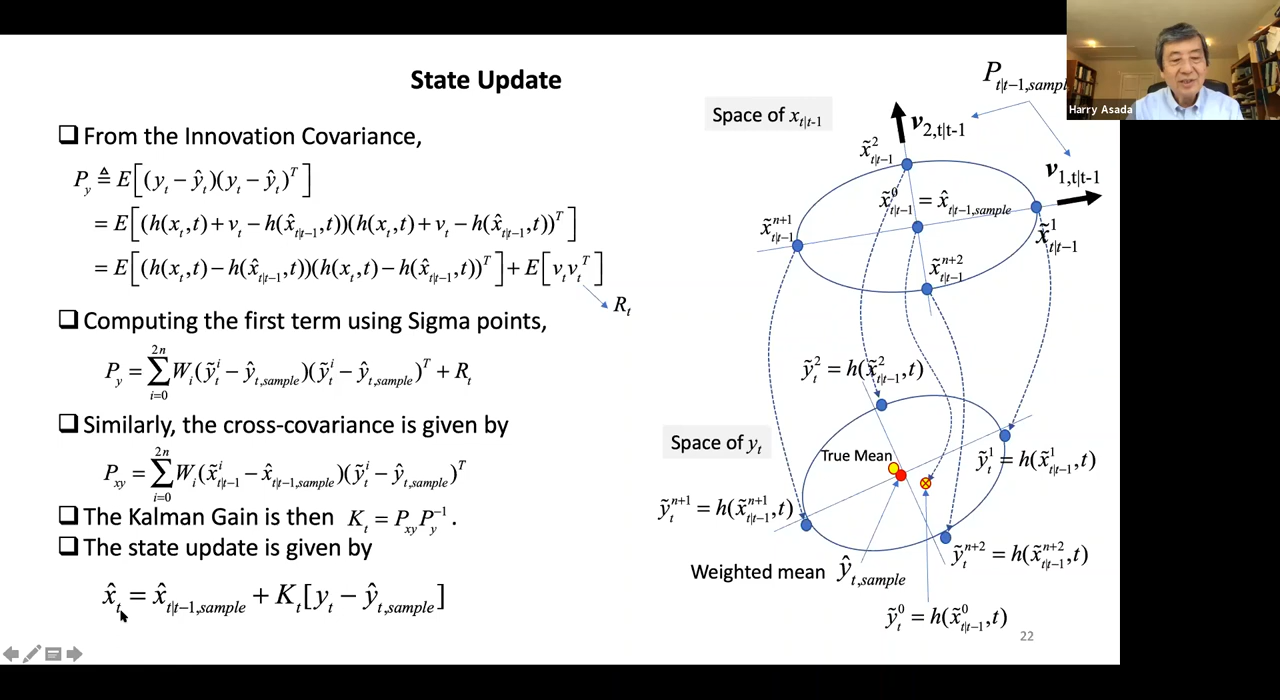 State Update
❑ From the Innovation Covariance,
P_y ≜ E[(y_t − ŷ_t)(y_t − ŷ_t)^T]
= E[(h(x_t,t) + v_t − h(x̂_{t|t−1},t))(h(x_t,t) + v_t − h(x̂_{t|t−1},t))^T]
= E[(h(x_t,t) − h(x̂_{t|t−1},t))(h(x_t,t) − h(x̂_{t|t−1},t))^T] + E[v_t v_t^T]
R_t
❑ Computing the first term using Sigma points,
P_y = ∑_{i=0}^{2n} W_i(ỹ_t^i − ŷ_{t,sample})(ỹ_t^i − ŷ_{t,sample})^T + R_t
❑ Similarly, the cross-covariance is given by
P_{xy} = ∑_{i=0}^{2n} W_i(x̃_{t|t−1}^i − x̂_{t|t−1,sample})(ỹ_t^i − ŷ_{t,sample})^T
❑ The Kalman Gain is then K_t = P_{xy}P_y^{−1}.
❑ The state update is given by
x̂_t = x̂_{t|t−1,sample} + K_t[y_t − ŷ_{t,sample}]
Space of x_{t|t-1}
P_{t|t−1,sampl
Harry Asada
v_{2,t|t-1}
x̃_{t|t−1}^2
v_{1,t|t-1}
x̃_{t|t−1}^0 = x̂_{t|t−1,sample}
x̃_{t|t−1}^{n+1}
x̃_{t|t−1}^1
x̃_{t|t−1}^{n+2}
ỹ_t^2 = h(x̃_{t|t−1}^2,t)
Space of y_t
True Mean
ỹ_t^1 = h(x̃_{t|t−1}^1,t)
ỹ_t^{n+1} = h(x̃_{t|t−1}^{n+1},t)
ỹ_t^{n+2} = h(x̃_{t|t−1}^{n+2},t)
Weighted mean ŷ_{t,sample}
ỹ_t^0 = h(x̃_{t|t−1}^0,t)
22